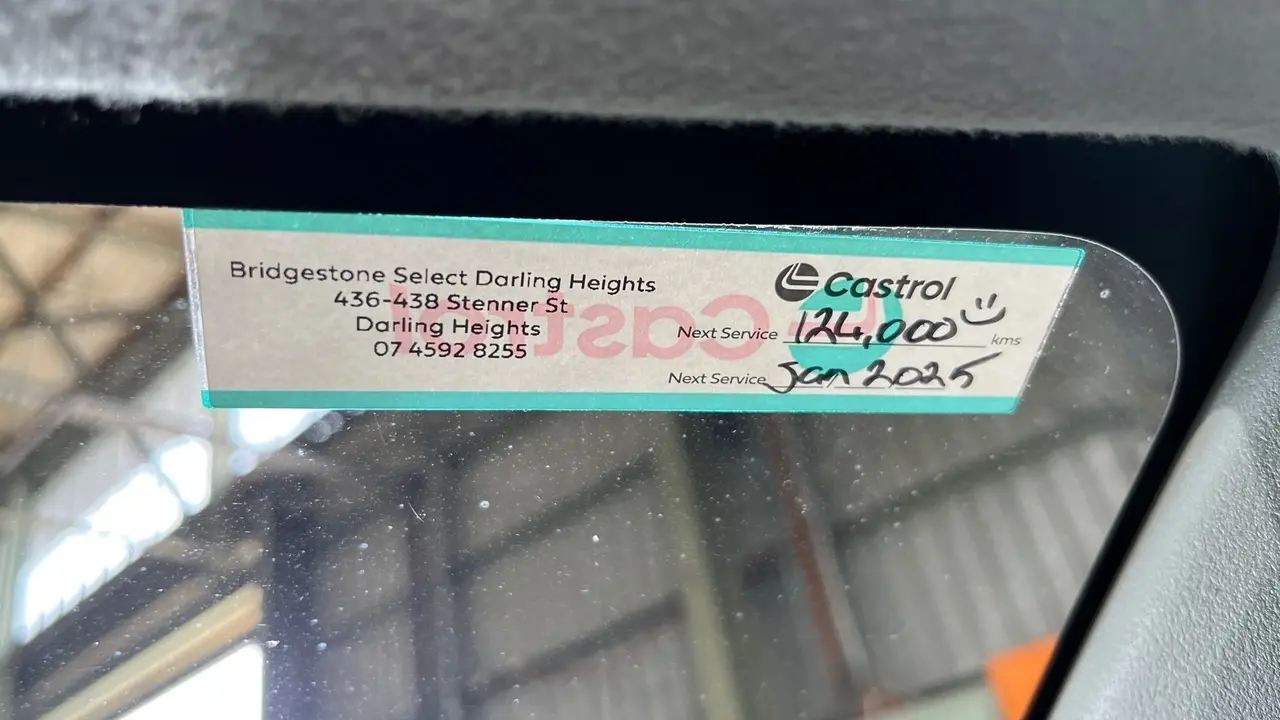 Bridgestone Select Darling Heights
436-438 Stenner St
Darling Heights
07 4592 8255
Castrol
Next Service 124,000 kms
Next Service Jan 2025
Castrol